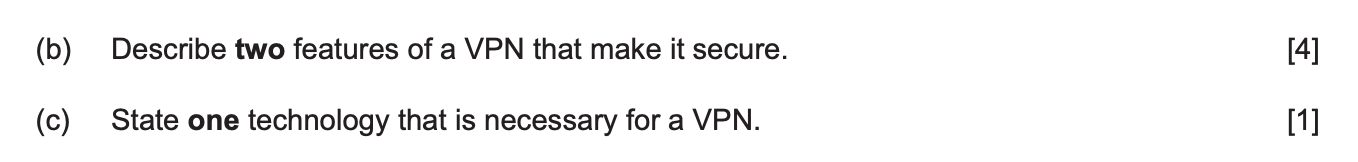 (b) Describe two features of a VPN that make it secure. [4]
(c) State one technology that is necessary for a VPN. [1]